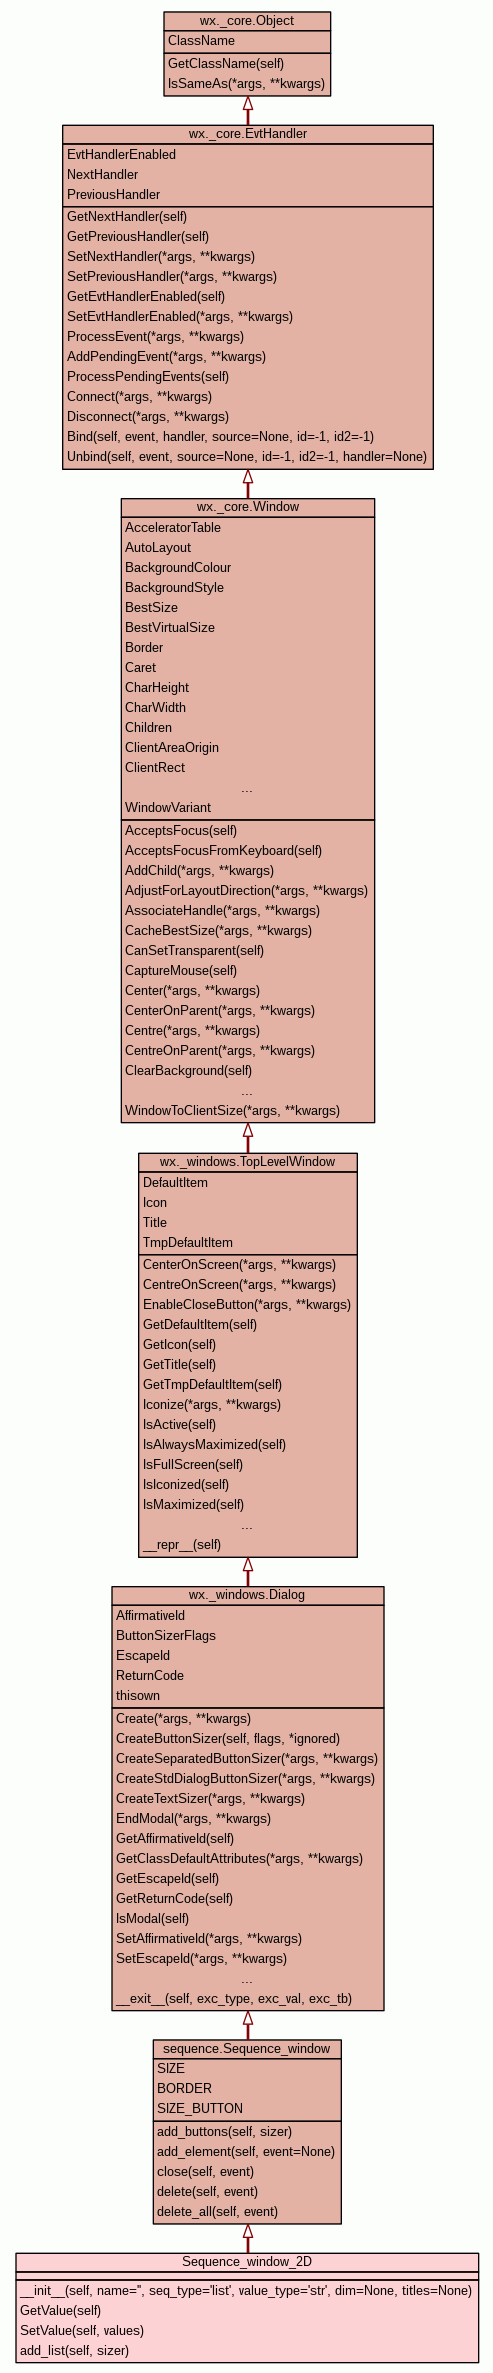 wx._core.Object
ClassName
GetClassName(self)
IsSameAs(*args, **kwargs)
wx._core.EvtHandler
EvtHandlerEnabled
NextHandler
PreviousHandler
GetNextHandler(self)
GetPreviousHandler(self)
SetNextHandler(*args, **kwargs)
SetPreviousHandler(*args, **kwargs)
GetEvtHandlerEnabled(self)
SetEvtHandlerEnabled(*args, **kwargs)
ProcessEvent(*args, **kwargs)
AddPendingEvent(*args, **kwargs)
ProcessPendingEvents(self)
Connect(*args, **kwargs)
Disconnect(*args, **kwargs)
Bind(self, event, handler, source=None, id=-1, id2=-1)
Unbind(self, event, source=None, id=-1, id2=-1, handler=None)
wx._core.Window
AcceleratorTable
AutoLayout
BackgroundColour
BackgroundStyle
BestSize
BestVirtualSize
Border
Caret
CharHeight
CharWidth
Children
ClientAreaOrigin
ClientRect
...
WindowVariant
AcceptsFocus(self)
AcceptsFocusFromKeyboard(self)
AddChild(*args, **kwargs)
AdjustForLayoutDirection(*args, **kwargs)
AssociateHandle(*args, **kwargs)
CacheBestSize(*args, **kwargs)
CanSetTransparent(self)
CaptureMouse(self)
Center(*args, **kwargs)
CenterOnParent(*args, **kwargs)
Centre(*args, **kwargs)
CentreOnParent(*args, **kwargs)
ClearBackground(self)
...
WindowToClientSize(*args, **kwargs)
wx._windows.TopLevelWindow
DefaultItem
Icon
Title
TmpDefaultItem
CenterOnScreen(*args, **kwargs)
CentreOnScreen(*args, **kwargs)
EnableCloseButton(*args, **kwargs)
GetDefaultItem(self)
GetIcon(self)
GetTitle(self)
GetTmpDefaultItem(self)
Iconize(*args, **kwargs)
IsActive(self)
IsAlwaysMaximized(self)
IsFullScreen(self)
IsIconized(self)
IsMaximized(self)
...
__repr__(self)
wx._windows.Dialog
AffirmativeId
ButtonSizerFlags
EscapeId
ReturnCode
thisown
Create(*args, **kwargs)
CreateButtonSizer(self, flags, *ignored)
CreateSeparatedButtonSizer(*args, **kwargs)
CreateStdDialogButtonSizer(*args, **kwargs)
CreateTextSizer(*args, **kwargs)
EndModal(*args, **kwargs)
GetAffirmativeId(self)
GetClassDefaultAttributes(*args, **kwargs)
GetEscapeId(self)
GetReturnCode(self)
IsModal(self)
SetAffirmativeId(*args, **kwargs)
SetEscapeId(*args, **kwargs)
...
__exit__(self, exc_type, exc_val, exc_tb)
sequence.Sequence_window
SIZE
BORDER
SIZE_BUTTON
add_buttons(self, sizer)
add_element(self, event=None)
close(self, event)
delete(self, event)
delete_all(self, event)
Sequence_window_2D
__init__(self, name='', seq_type='list', value_type='str', dim=None, titles=None)
GetValue(self)
SetValue(self, values)
add_list(self, sizer)